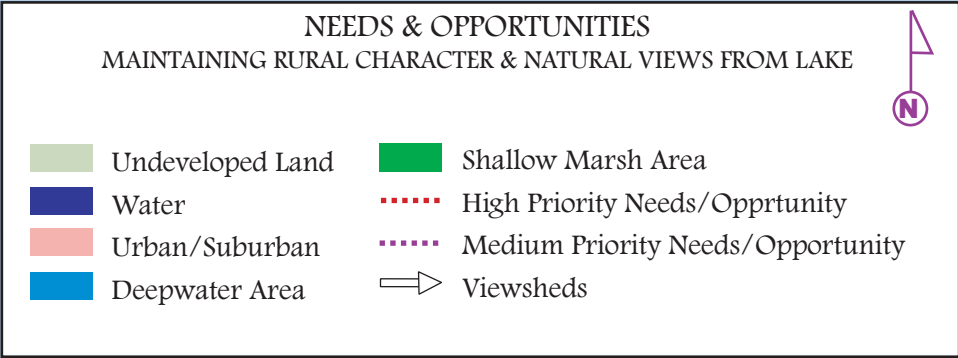 NEEDS & OPPORTUNITIES
MAINTAINING RURAL CHARACTER & NATURAL VIEWS FROM LAKE
N
Undeveloped Land
Water
Urban/Suburban
Deepwater Area
Shallow Marsh Area
High Priority Needs/Opprtunity
Medium Priority Needs/Opportunity
Viewsheds